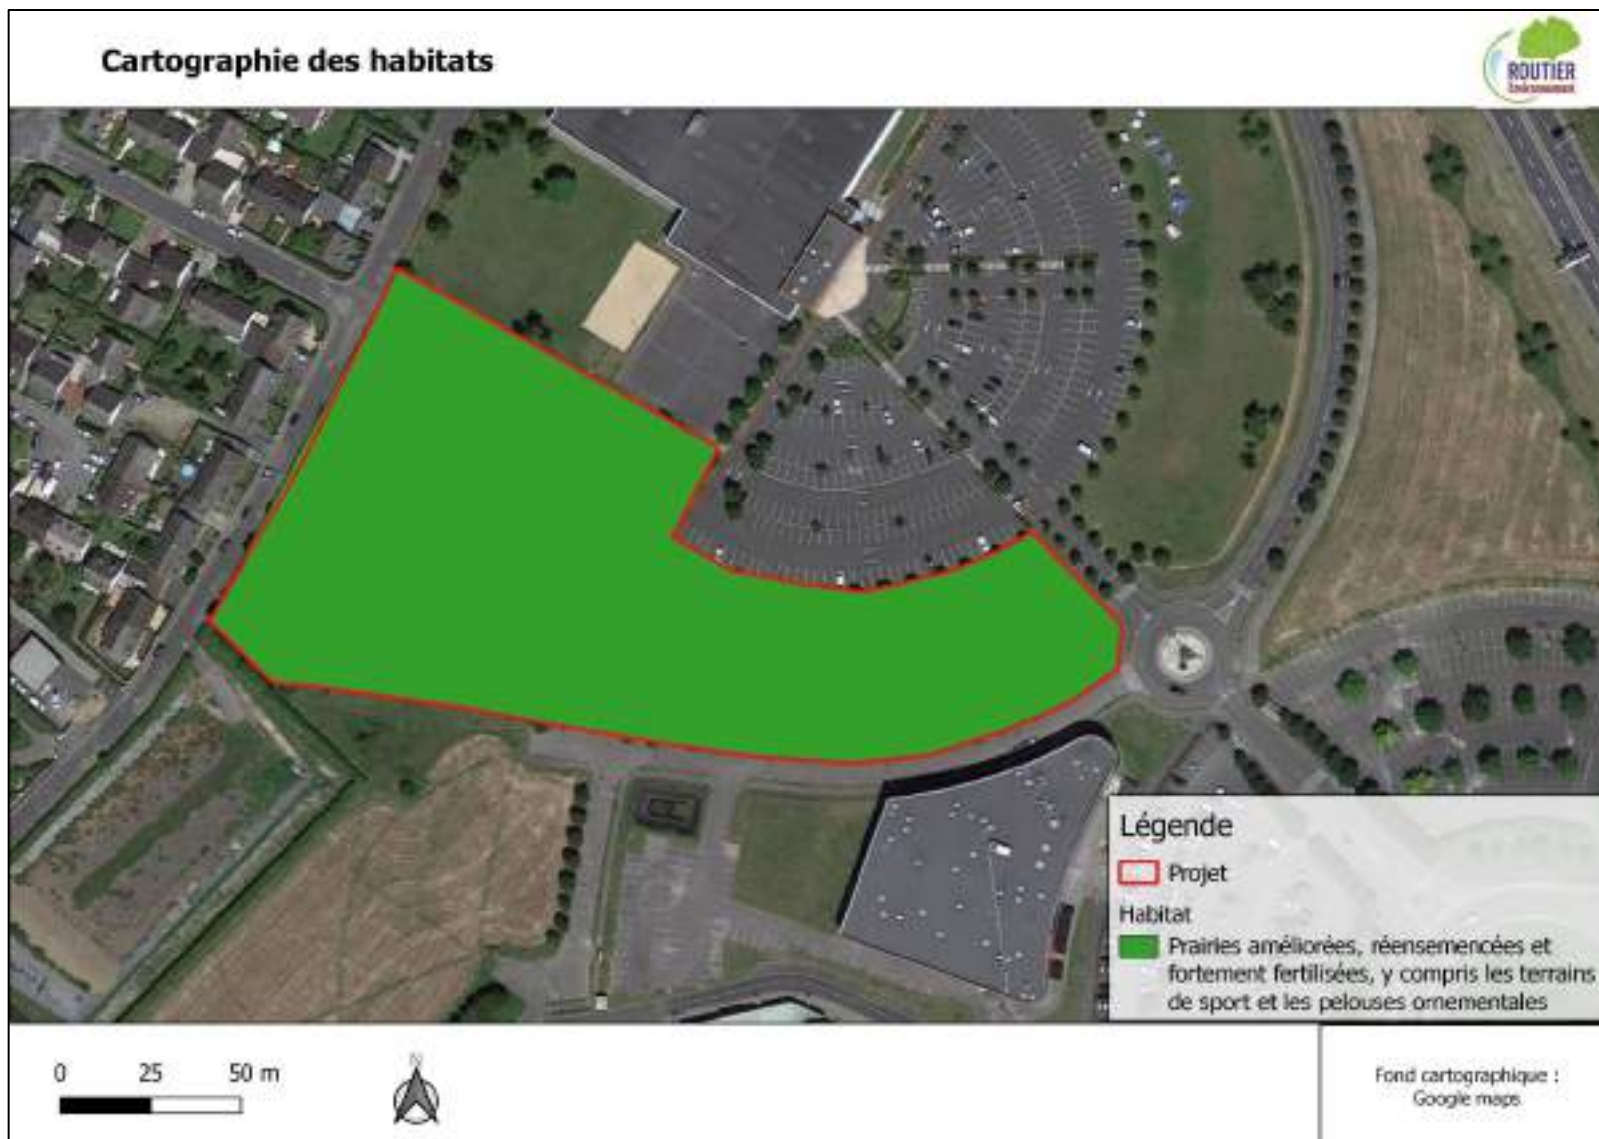 Cartographie des habitats
ROUTIER
Environnement
Légende
Projet
Habitat
Prairies améliorées, réensemencées et
fortement fertilisées, y compris les terrains
de sport et les pelouses ornementales
0 25 50 m
N
Fond cartographique :
Google maps